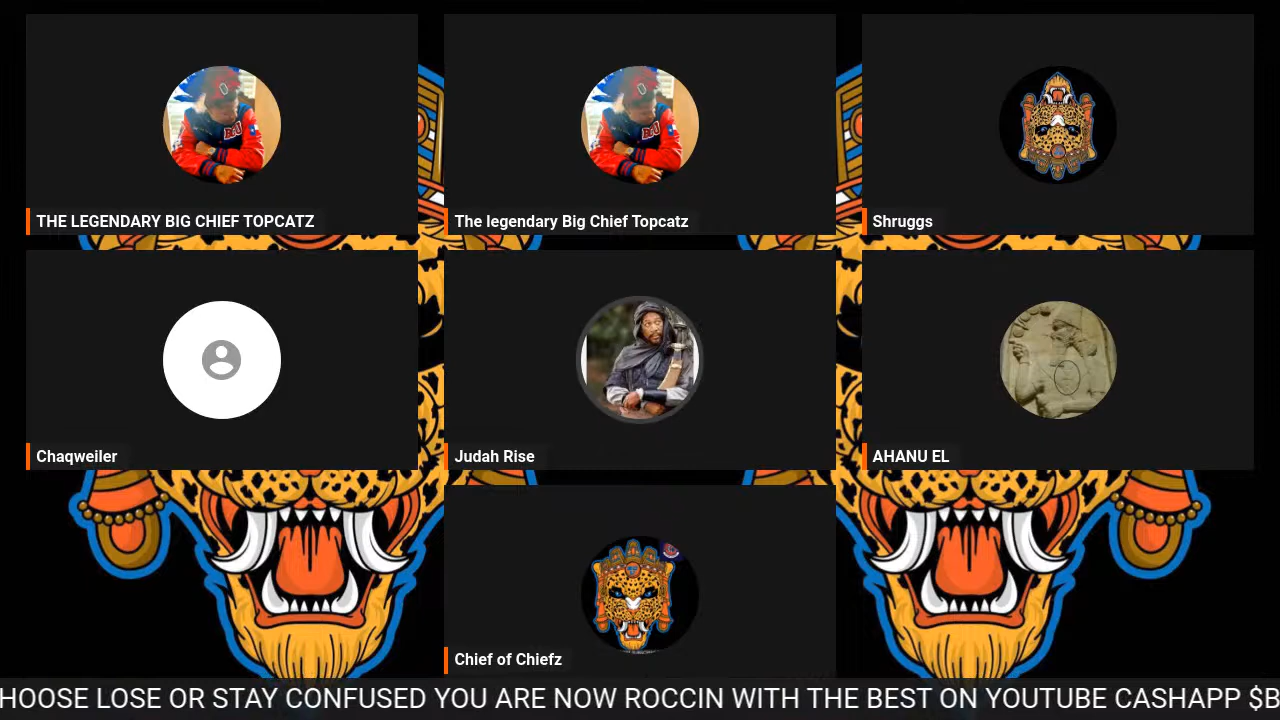 THE LEGENDARY BIG CHIEF TOPCATZ
The legendary Big Chief Topcatz
Shruggs
Chaqweiler
Judah Rise
AHANU EL
Chief of Chiefz
HOOSE LOSE OR STAY CONFUSED YOU ARE NOW ROCCIN WITH THE BEST ON YOUTUBE CASHAPP $B